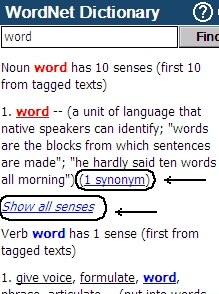 WordNet Dictionary ?
word Find
Noun word has 10 senses (first 10
from tagged texts)
1. word -- (a unit of language that
native speakers can identify; "words
are the blocks from which sentences
are made"; "he hardly said ten words
all morning") (1 synonym)
Show all senses
Verb word has 1 sense (first from
tagged texts)
1. give voice, formulate, word,
phrase, articulate -- (put into words